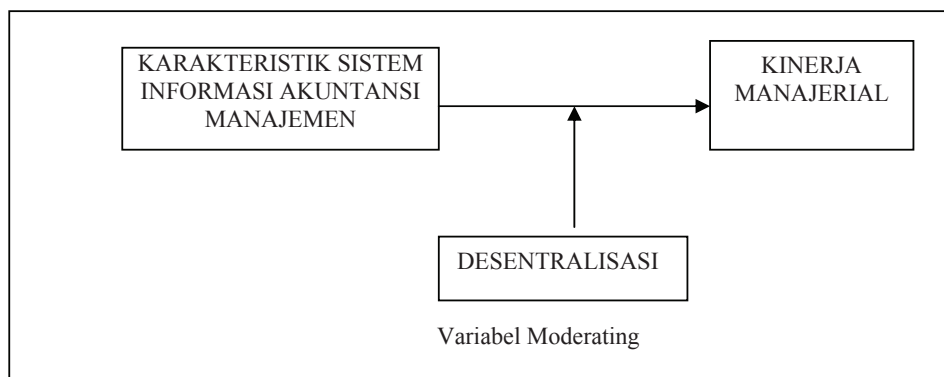 KARAKTERISTIK SISTEM
INFORMASI AKUNTANSI
MANAJEMEN
KINERJA
MANAJERIAL
DESENTRALISASI
Variabel Moderating